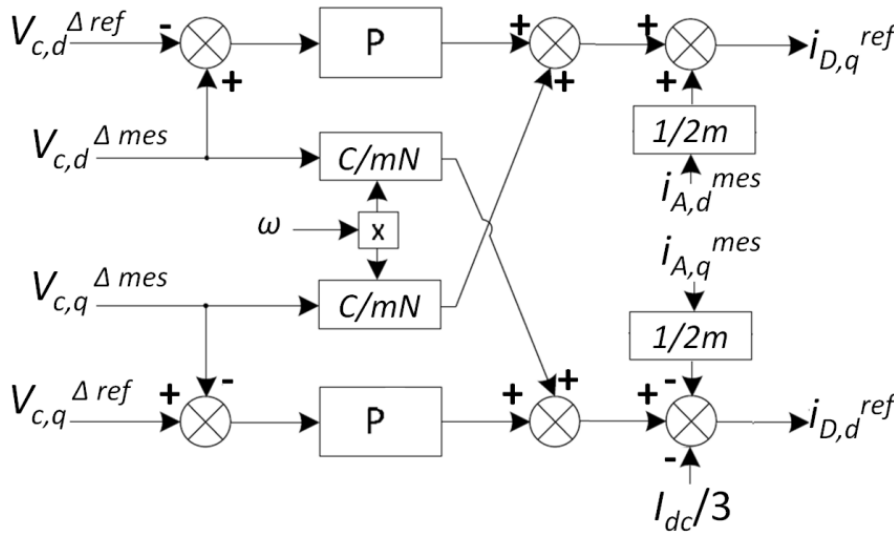 V_{c,d}^{Δ ref} - P + + i_{D,q}^{ref}
+ + +
V_{c,d}^{Δ mes} C/mN 1/2m
i_{A,d}^{mes}
ω x
i_{A,q}^{mes}
V_{c,q}^{Δ mes} C/mN
1/2m
- + -
V_{c,q}^{Δ ref} + P + + i_{D,d}^{ref}
-
I_{dc}/3